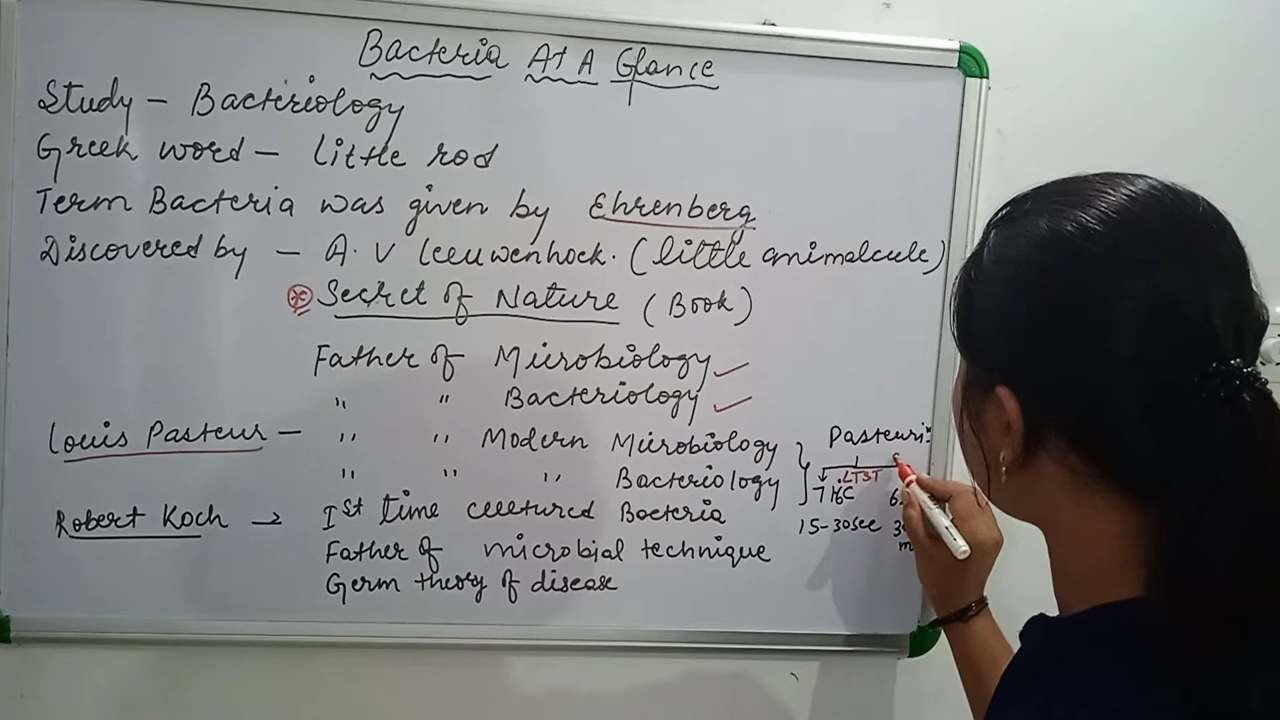 Bacteria At A Glance
Study - Bacteriology
Greek word - little rod
Term Bacteria was given by Ehrenberg
Discovered by - A. V Leeuwenhock. (little animalcule)
* Secret of Nature (Book)
Father of Microbiology ✓
" " Bacteriology ✓
Louis Pasteur - " " Modern Microbiology
" " " Bacteriology
Pasteuri
LTST
15-30sec
Robert Koch → Ist time cultured Bacteria
Father of microbial technique
Germ theory of disease